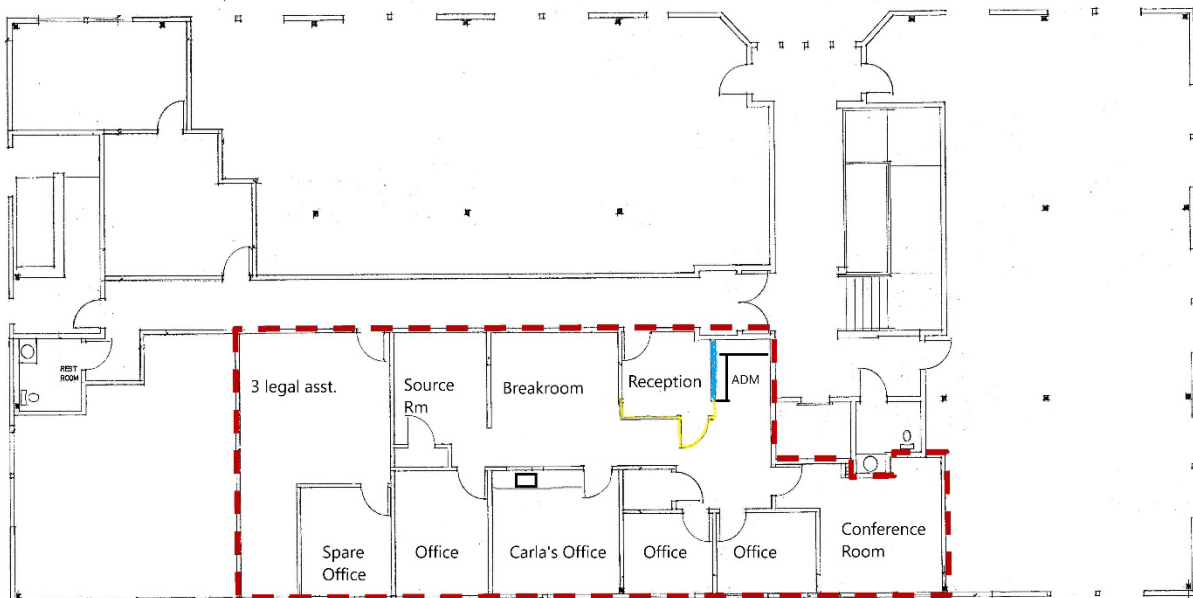 REST
ROOM
3 legal asst.
Source
Rm
Breakroom
Reception
ADM
Spare
Office
Office
Carla's Office
Office
Office
Conference
Room